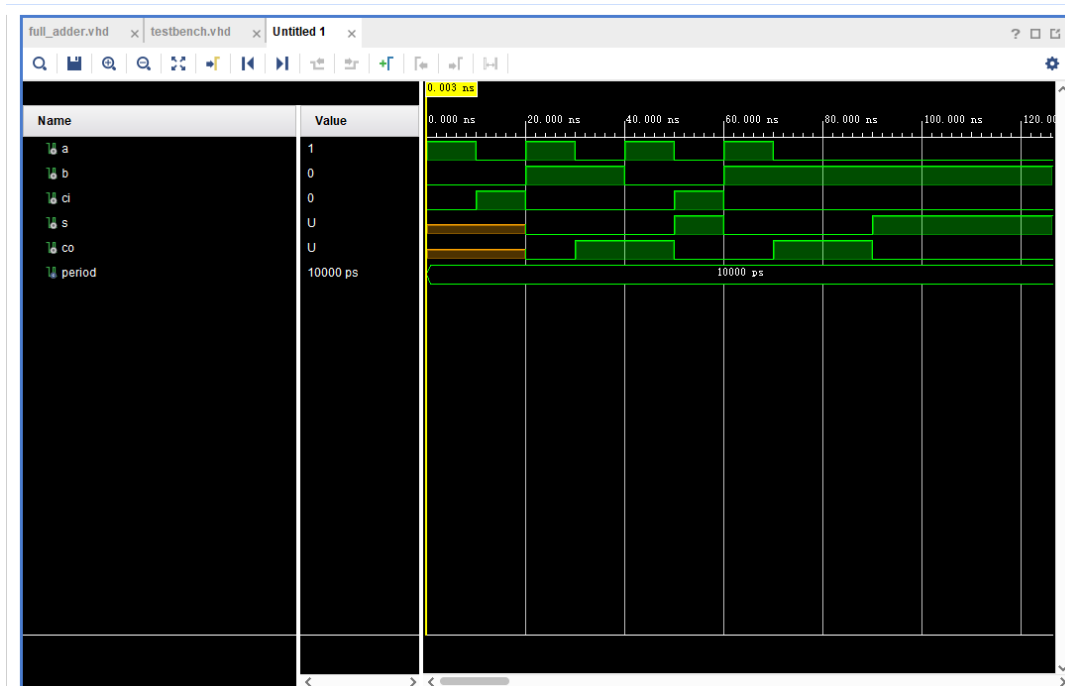 full_adder.vhd × testbench.vhd × Untitled 1 ×
?
0.003 ns
Name Value
0.000 ns 20.000 ns 40.000 ns 60.000 ns 80.000 ns 100.000 ns 120.00
a 1
b 0
ci 0
s U
co U
period 10000 ps 10000 ps